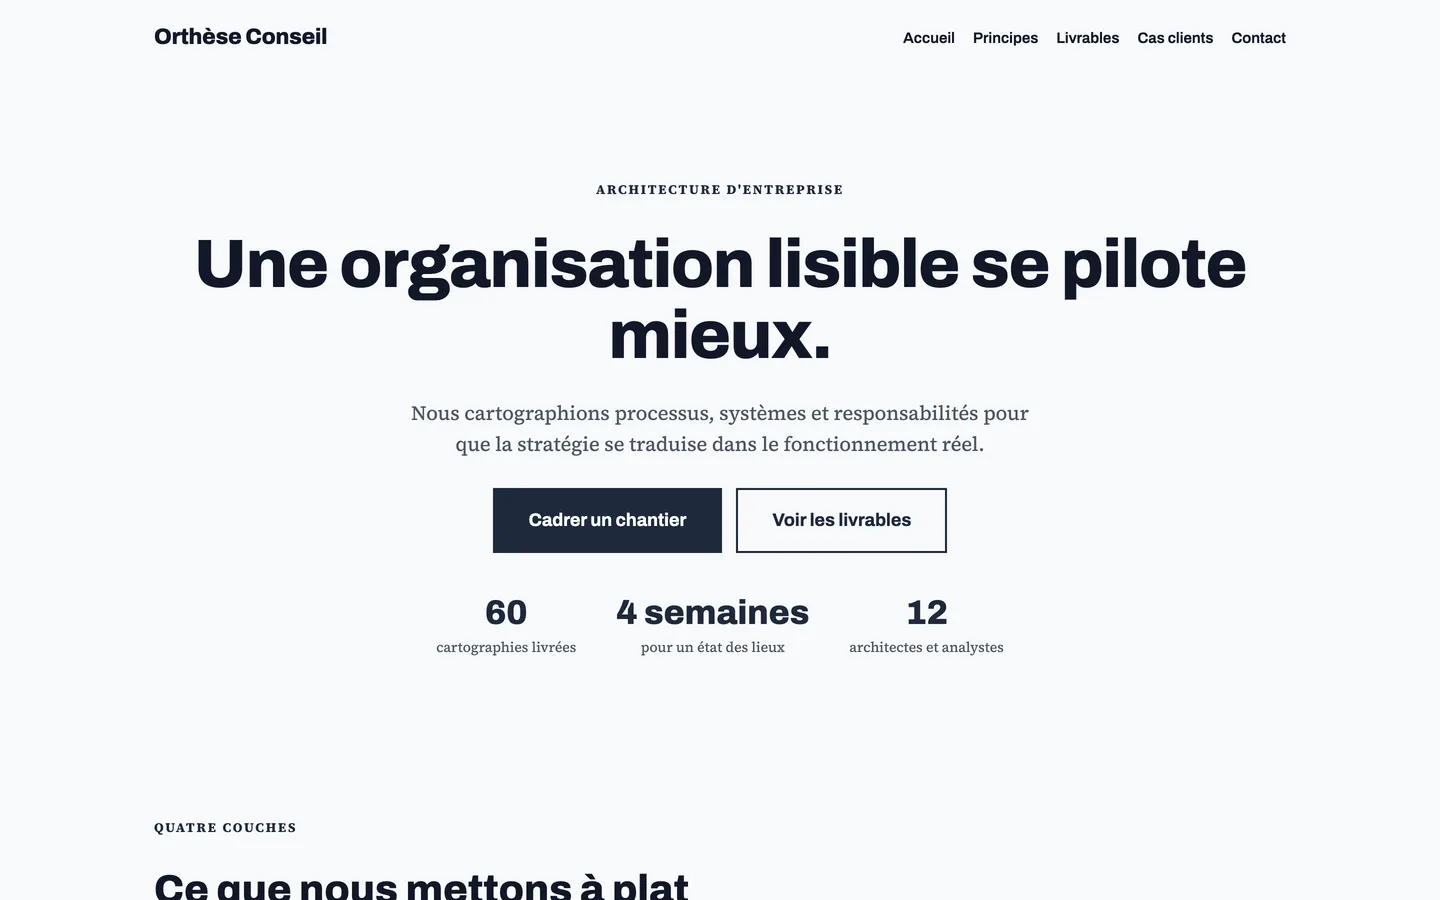 Orthèse Conseil
Accueil Principes Livrables Cas clients Contact
ARCHITECTURE D'ENTREPRISE
Une organisation lisible se pilote
mieux.
Nous cartographions processus, systèmes et responsabilités pour
que la stratégie se traduise dans le fonctionnement réel.
Cadrer un chantier
Voir les livrables
60
cartographies livrées
4 semaines
pour un état des lieux
12
architectes et analystes
QUATRE COUCHES
Ce que nous mettons à plat